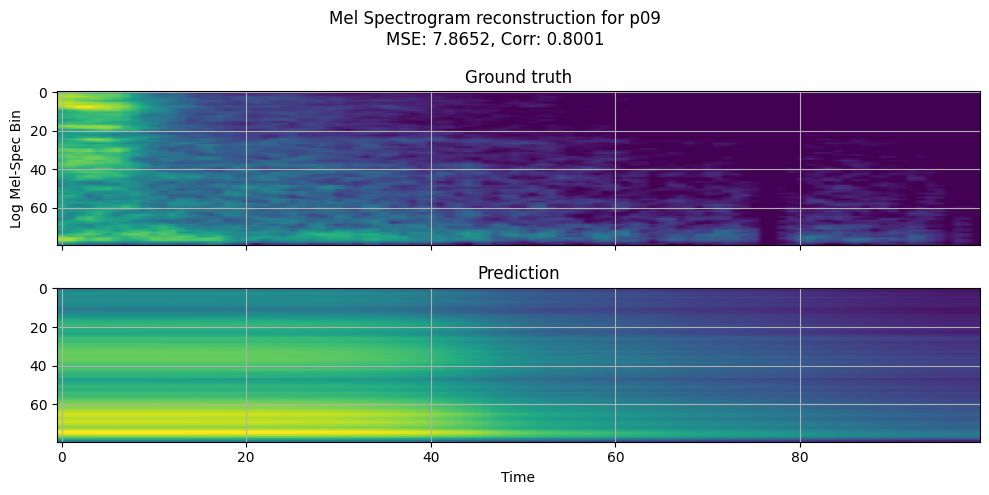 Mel Spectrogram reconstruction for p09
MSE: 7.8652, Corr: 0.8001
Ground truth
0
20
40
60
Log Mel-Spec Bin
Prediction
0
20
40
60
0 20 40 60 80
Time